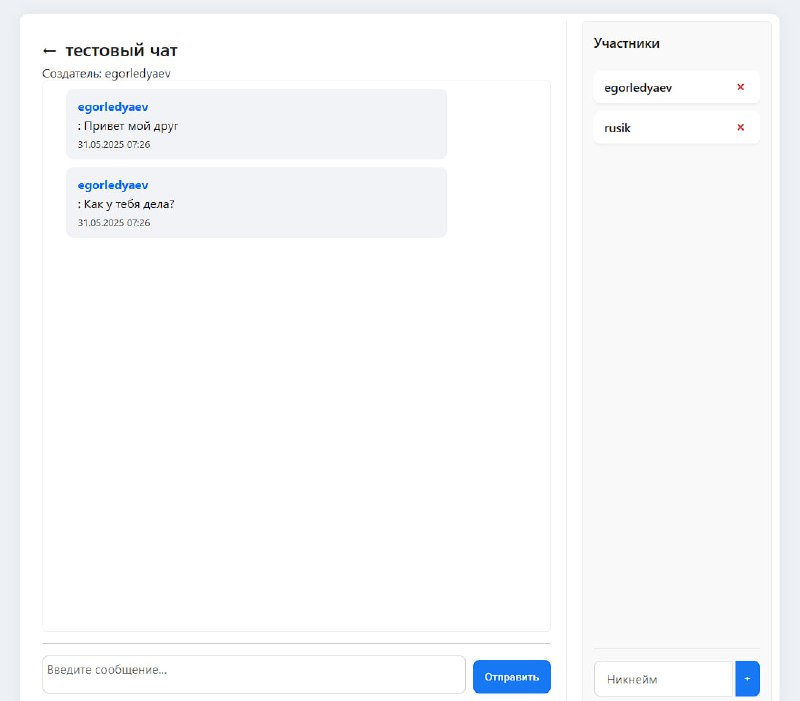 ← тестовый чат
Создатель: egorledyaev
egorledyaev
: Привет мой друг
31.05.2025 07:26
egorledyaev
: Как у тебя дела?
31.05.2025 07:26
Введите сообщение...
Отправить
Участники
egorledyaev ×
rusik ×
Никнейм +